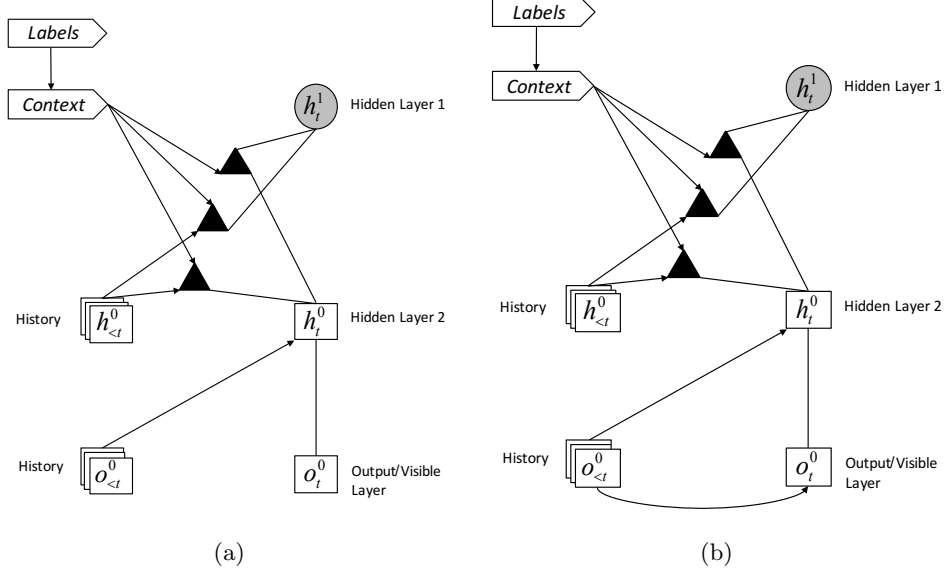 Labels
Context
h_t^1
Hidden Layer 1
History
h_{<t}^0
h_t^0
Hidden Layer 2
History
o_{<t}^0
o_t^0
Output/Visible
Layer
(a)
Labels
Context
h_t^1
Hidden Layer 1
History
h_{<t}^0
h_t^0
Hidden Layer 2
History
o_{<t}^0
o_t^0
Output/Visible
Layer
(b)